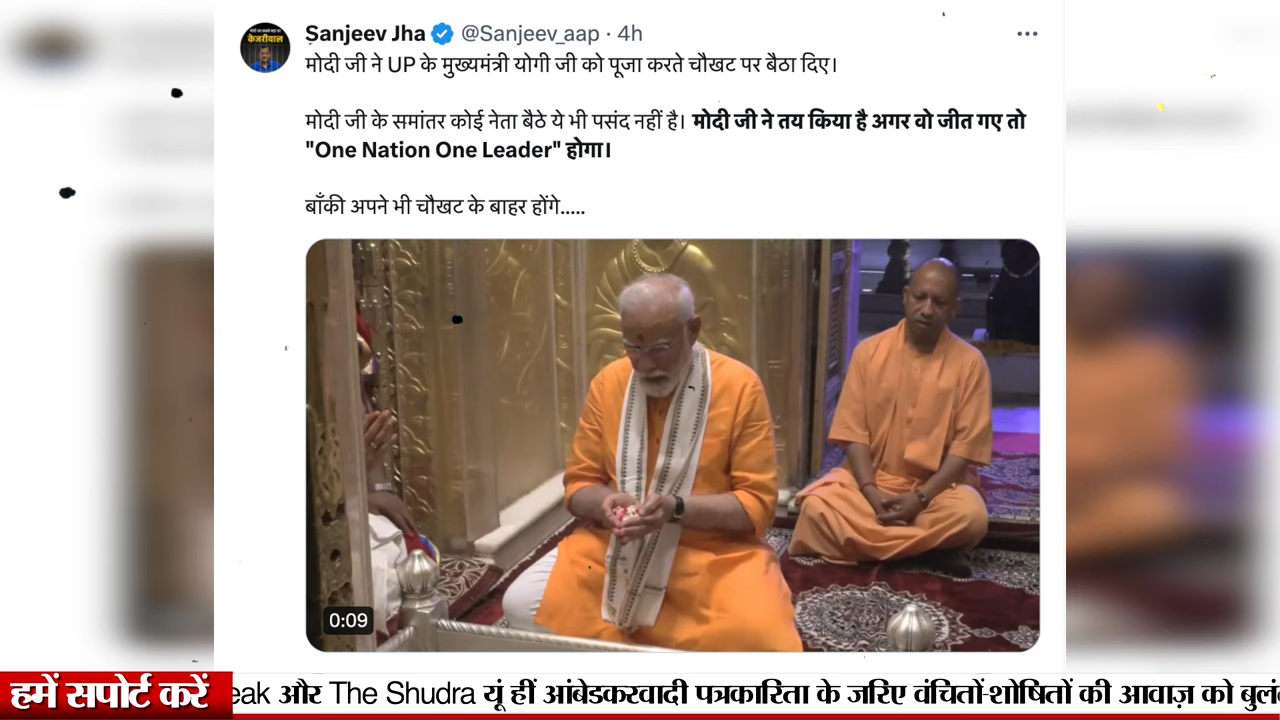 Sanjeev Jha @Sanjeev_aap · 4h
मोदी जी ने UP के मुख्यमंत्री योगी जी को पूजा करते चौखट पर बैठा दिए।
मोदी जी के समांतर कोई नेता बैठे ये भी पसंद नहीं है। मोदी जी ने तय किया है अगर वो जीत गए तो
"One Nation One Leader" होगा।
बाँकी अपने भी चौखट के बाहर होंगे.....
0:09
हमें सपोर्ट करें
और The Shudra यूं हीं आंबेडकरवादी पत्रकारिता के जरिए वंचितों-शोषितों की आवाज़ को